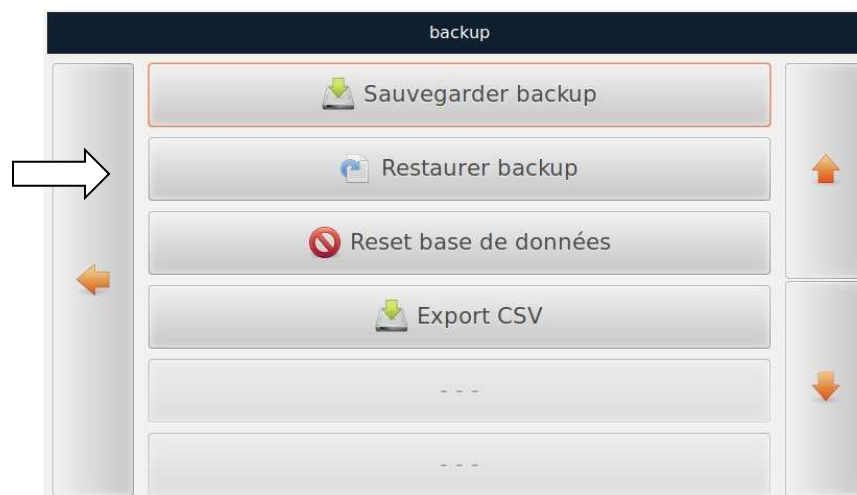 backup
Sauvegarder backup
Restaurer backup
Reset base de données
Export CSV
- - -
- - -